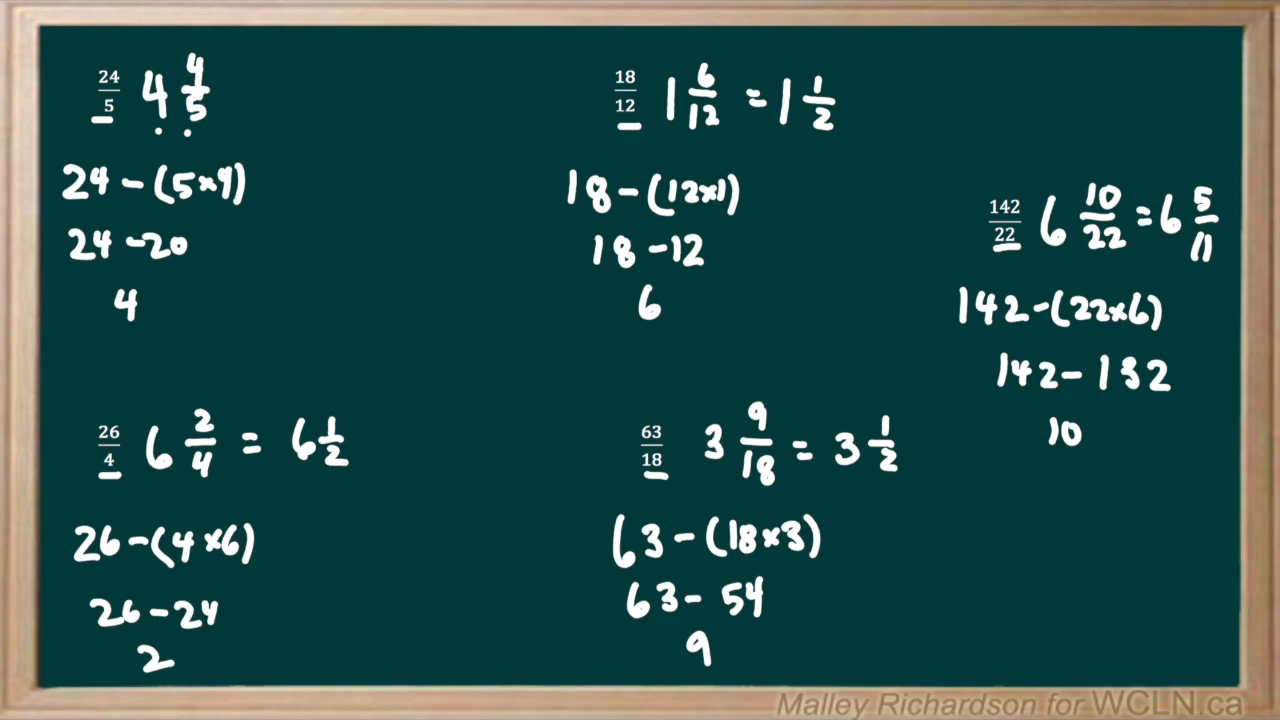 24/5 4 4/5
24 - (5×4)
24 - 20
4
18/12 1 6/12 = 1 1/2
18 - (12×1)
18 - 12
6
142/22 6 10/22 = 6 5/11
142 - (22×6)
142 - 132
10
26/4 6 2/4 = 6 1/2
26 - (4×6)
26 - 24
2
63/18 3 9/18 = 3 1/2
63 - (18×3)
63 - 54
9
Malley Richardson for WCLN.ca